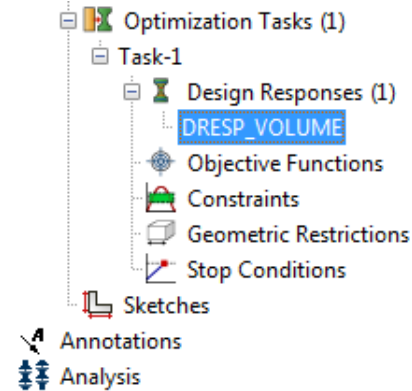 Optimization Tasks (1)
Task-1
Design Responses (1)
DRESP_VOLUME
Objective Functions
Constraints
Geometric Restrictions
Stop Conditions
Sketches
Annotations
Analysis